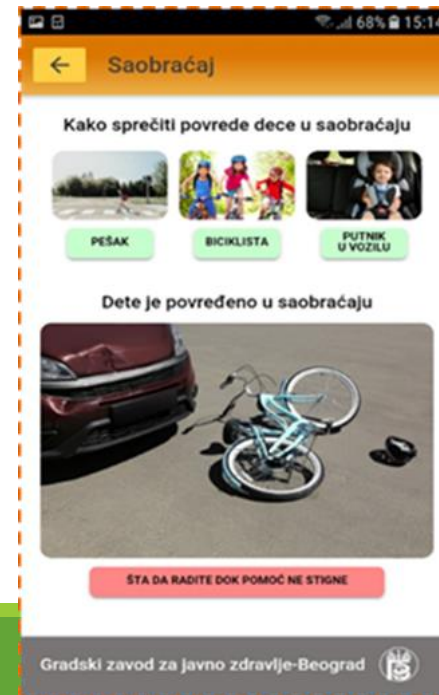 68% 15:14
Saobraćaj
Kako sprečiti povrede dece u saobraćaju
PEŠAK
BICIKLISTA
PUTNIK
U VOZILU
Dete je povređeno u saobraćaju
ŠTA DA RADITE DOK POMOĆ NE STIGNE
Gradski zavod za javno zdravlje-Beograd